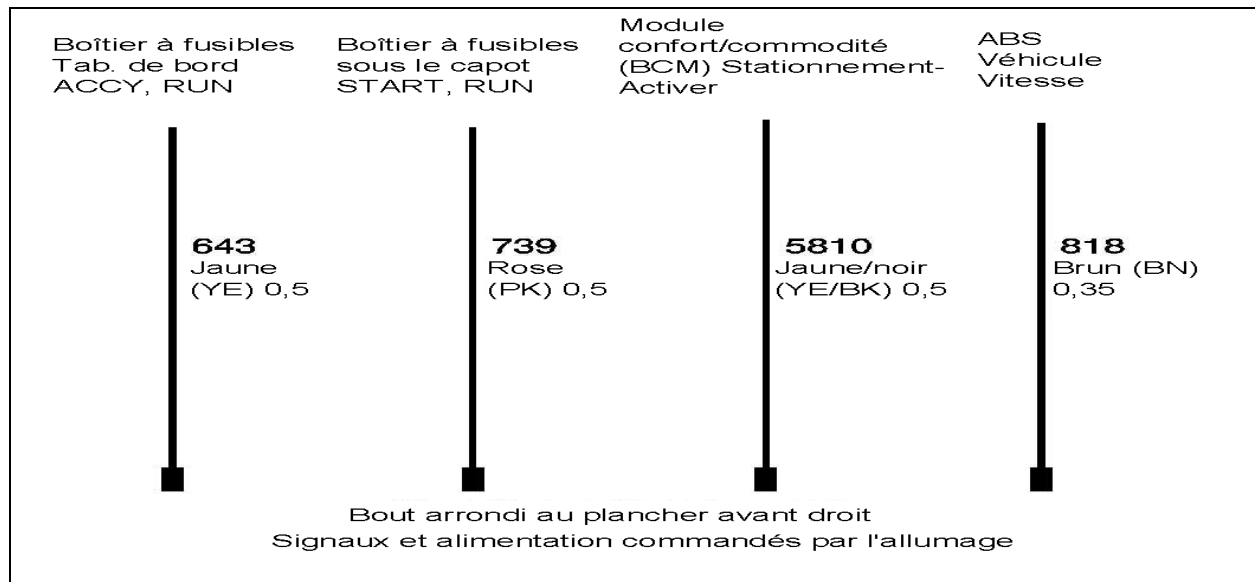 Boîtier à fusibles
Tab. de bord
ACCY, RUN
Boîtier à fusibles
sous le capot
START, RUN
Module
confort/commodité
(BCM) Stationnement-
Activer
ABS
Véhicule
Vitesse
643
Jaune
(YE) 0,5
739
Rose
(PK) 0,5
5810
Jaune/noir
(YE/BK) 0,5
818
Brun (BN)
0,35
Bout arrondi au plancher avant droit
Signaux et alimentation commandés par l'allumage